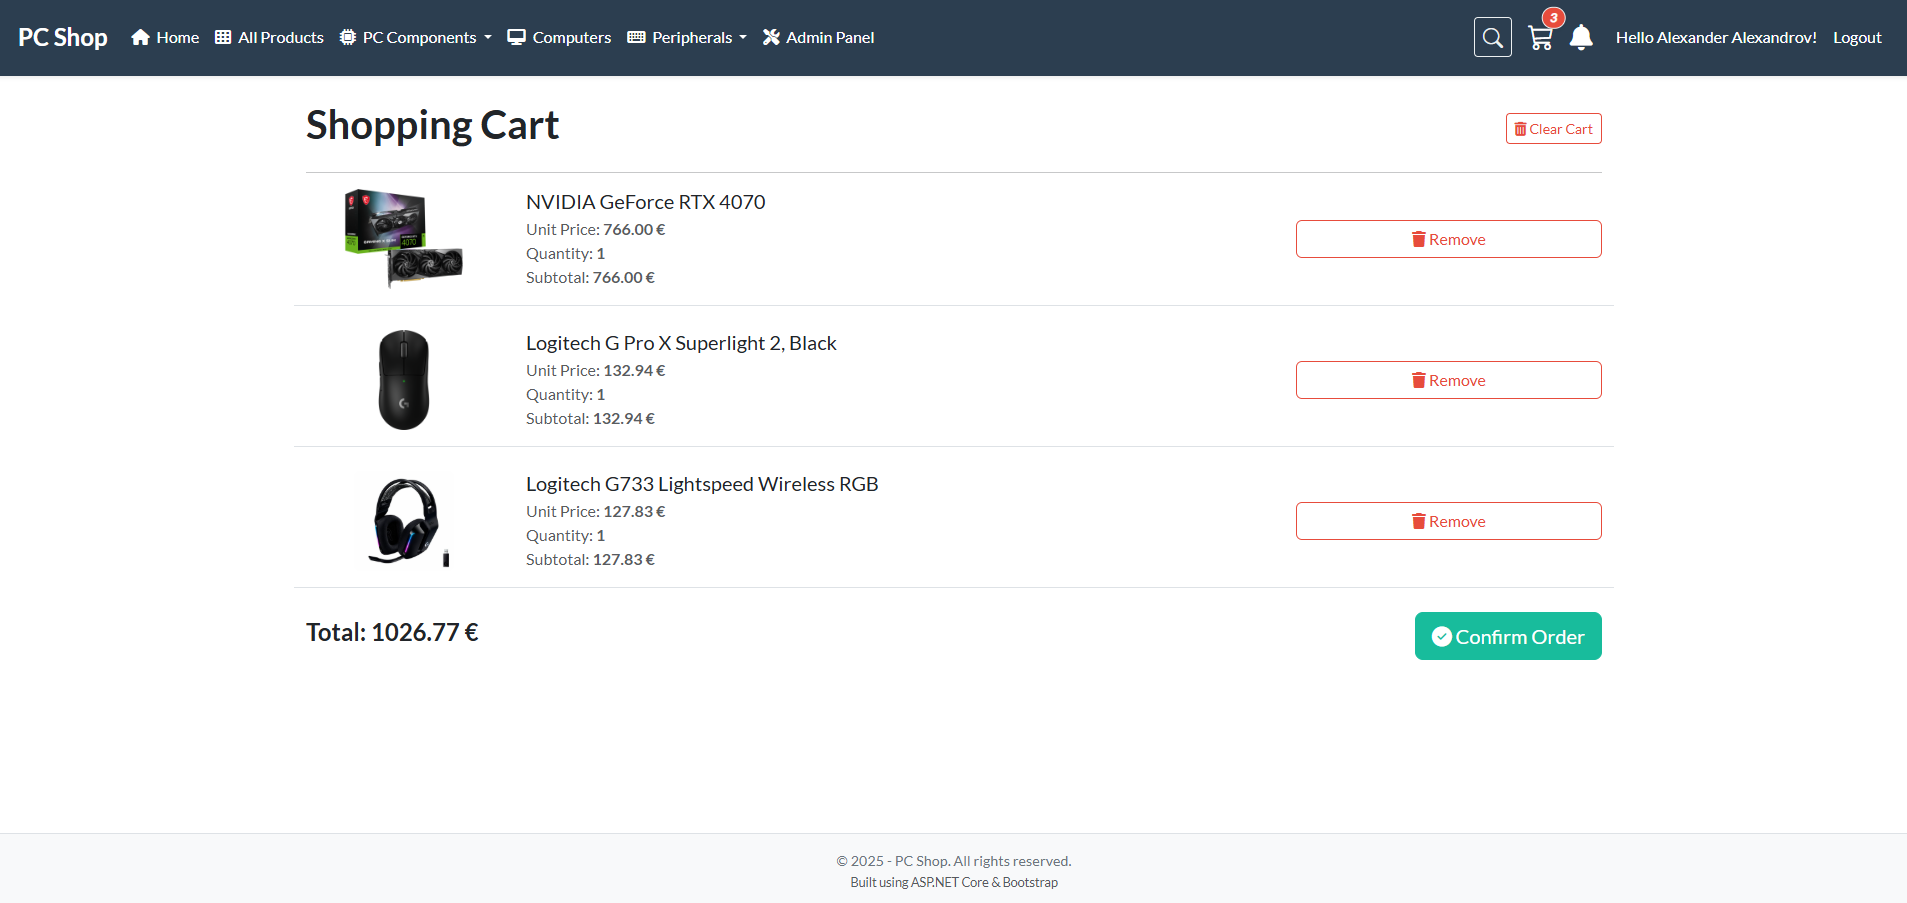 PC Shop Home All Products PC Components Computers Peripherals Admin Panel 3 Hello Alexander Alexandrov! Logout
Shopping Cart
Clear Cart
NVIDIA GeForce RTX 4070
Unit Price: 766.00 €
Quantity: 1
Subtotal: 766.00 €
Remove
4070
Logitech G Pro X Superlight 2, Black
Unit Price: 132.94 €
Quantity: 1
Subtotal: 132.94 €
Remove
Logitech G733 Lightspeed Wireless RGB
Unit Price: 127.83 €
Quantity: 1
Subtotal: 127.83 €
Remove
Total: 1026.77 €
Confirm Order
© 2025 - PC Shop. All rights reserved.
Built using ASP.NET Core & Bootstrap